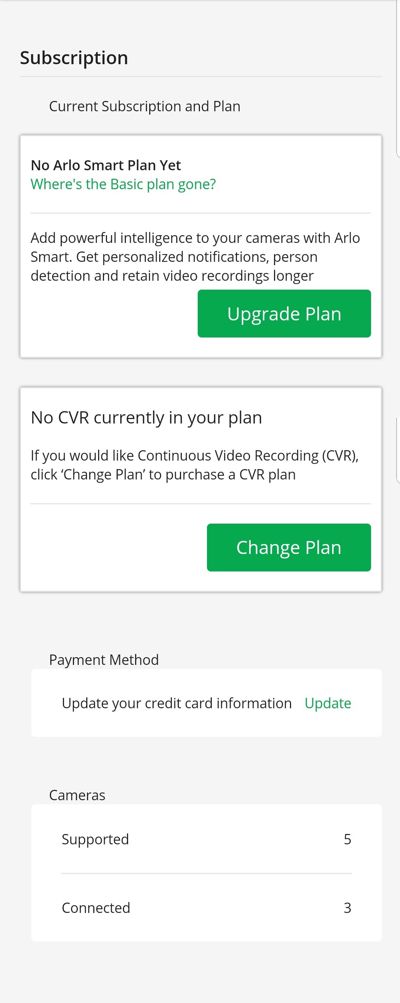 Subscription
Current Subscription and Plan
No Arlo Smart Plan Yet
Where's the Basic plan gone?
Add powerful intelligence to your cameras with Arlo
Smart. Get personalized notifications, person
detection and retain video recordings longer
Upgrade Plan
No CVR currently in your plan
If you would like Continuous Video Recording (CVR),
click ‘Change Plan’ to purchase a CVR plan
Change Plan
Payment Method
Update your credit card information Update
Cameras
Supported 5
Connected 3